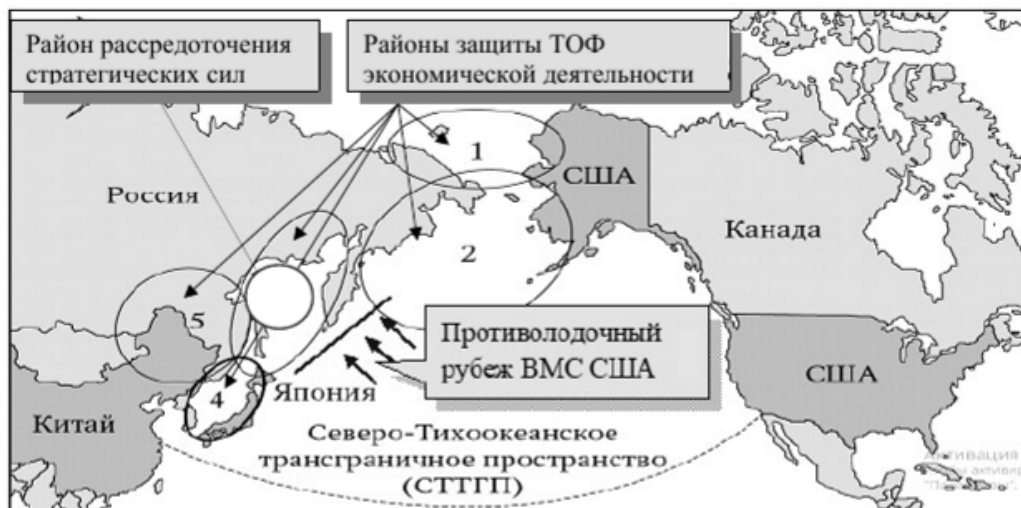 Район рассредоточения
стратегических сил
Районы защиты ТОФ
экономической деятельности
1
США
Россия
Канада
2
5
Противолодочный
рубеж ВМС США
США
4
Япония
Китай
Северо-Тихоокеанское
трансграничное пространство
(СТТГП)
Активация